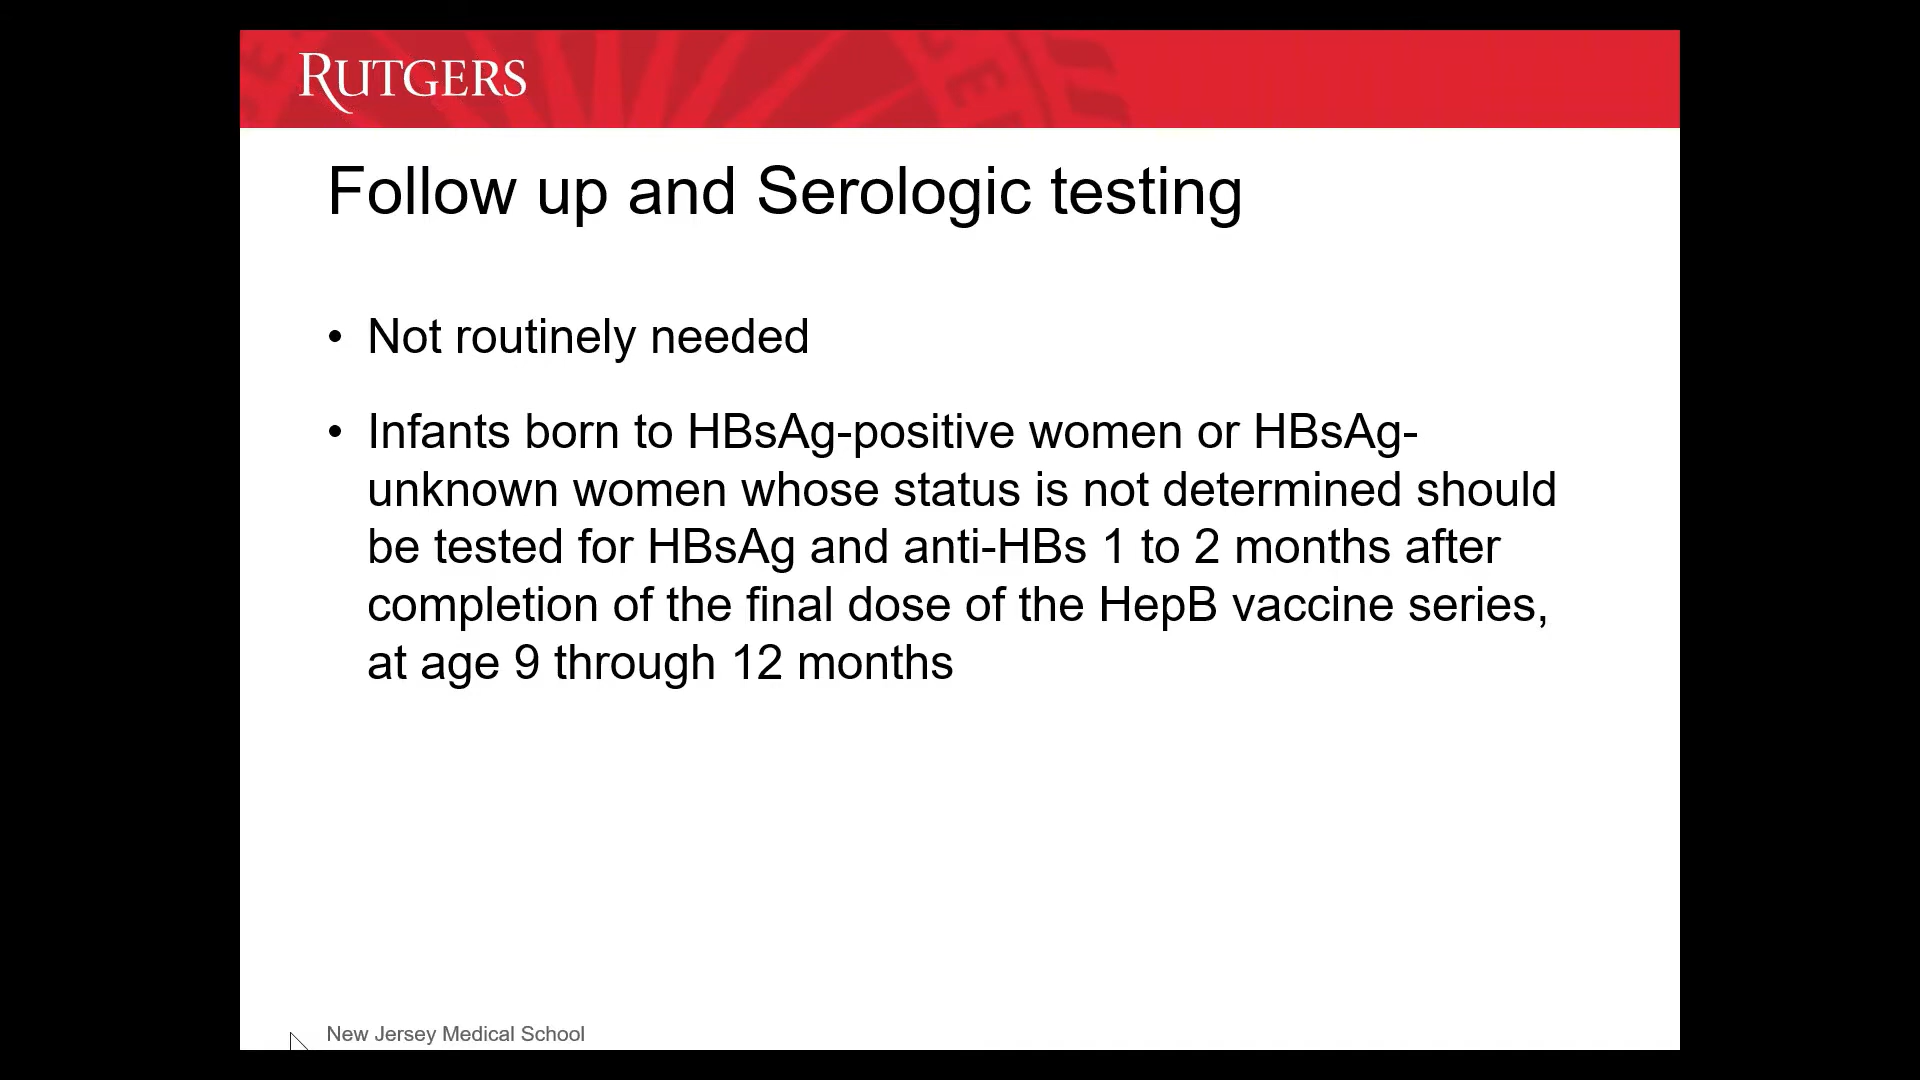 RUTGERS
Follow up and Serologic testing
• Not routinely needed
• Infants born to HBsAg-positive women or HBsAg-
unknown women whose status is not determined should
be tested for HBsAg and anti-HBs 1 to 2 months after
completion of the final dose of the HepB vaccine series,
at age 9 through 12 months
New Jersey Medical School